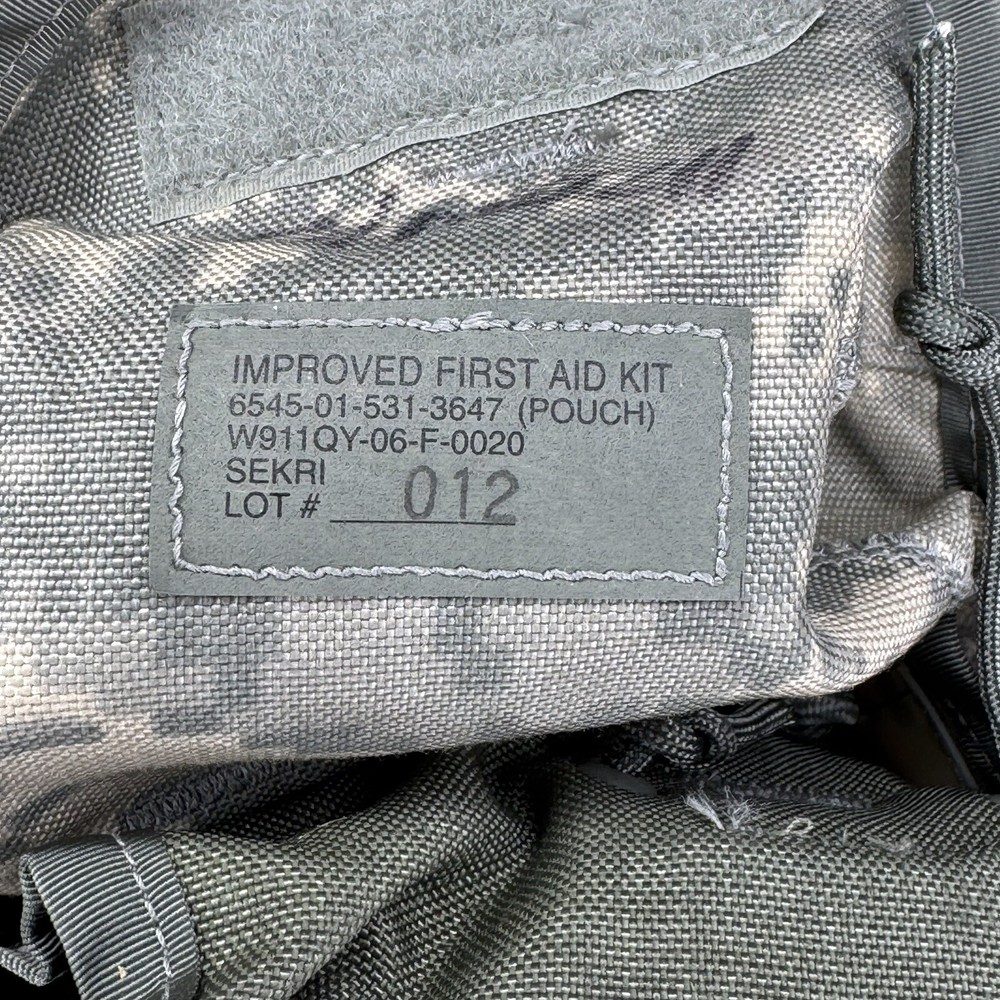 IMPROVED FIRST AID KIT
6545-01-531-3647 (POUCH)
W911QY-06-F-0020
SEKRI
LOT # 012